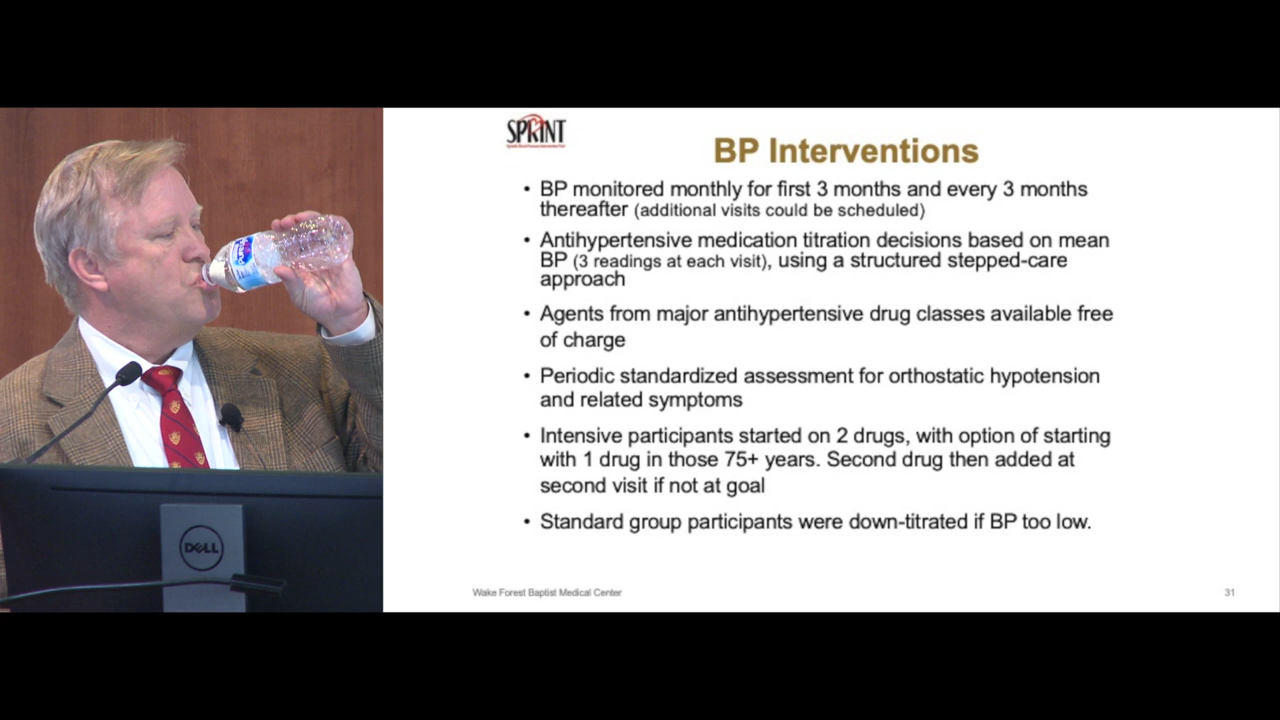 SPRINT
BP Interventions
• BP monitored monthly for first 3 months and every 3 months
thereafter (additional visits could be scheduled)
• Antihypertensive medication titration decisions based on mean
BP (3 readings at each visit), using a structured stepped-care
approach
• Agents from major antihypertensive drug classes available free
of charge
• Periodic standardized assessment for orthostatic hypotension
and related symptoms
• Intensive participants started on 2 drugs, with option of starting
with 1 drug in those 75+ years. Second drug then added at
second visit if not at goal
• Standard group participants were down-titrated if BP too low.
Wake Forest Baptist Medical Center
31
DELL